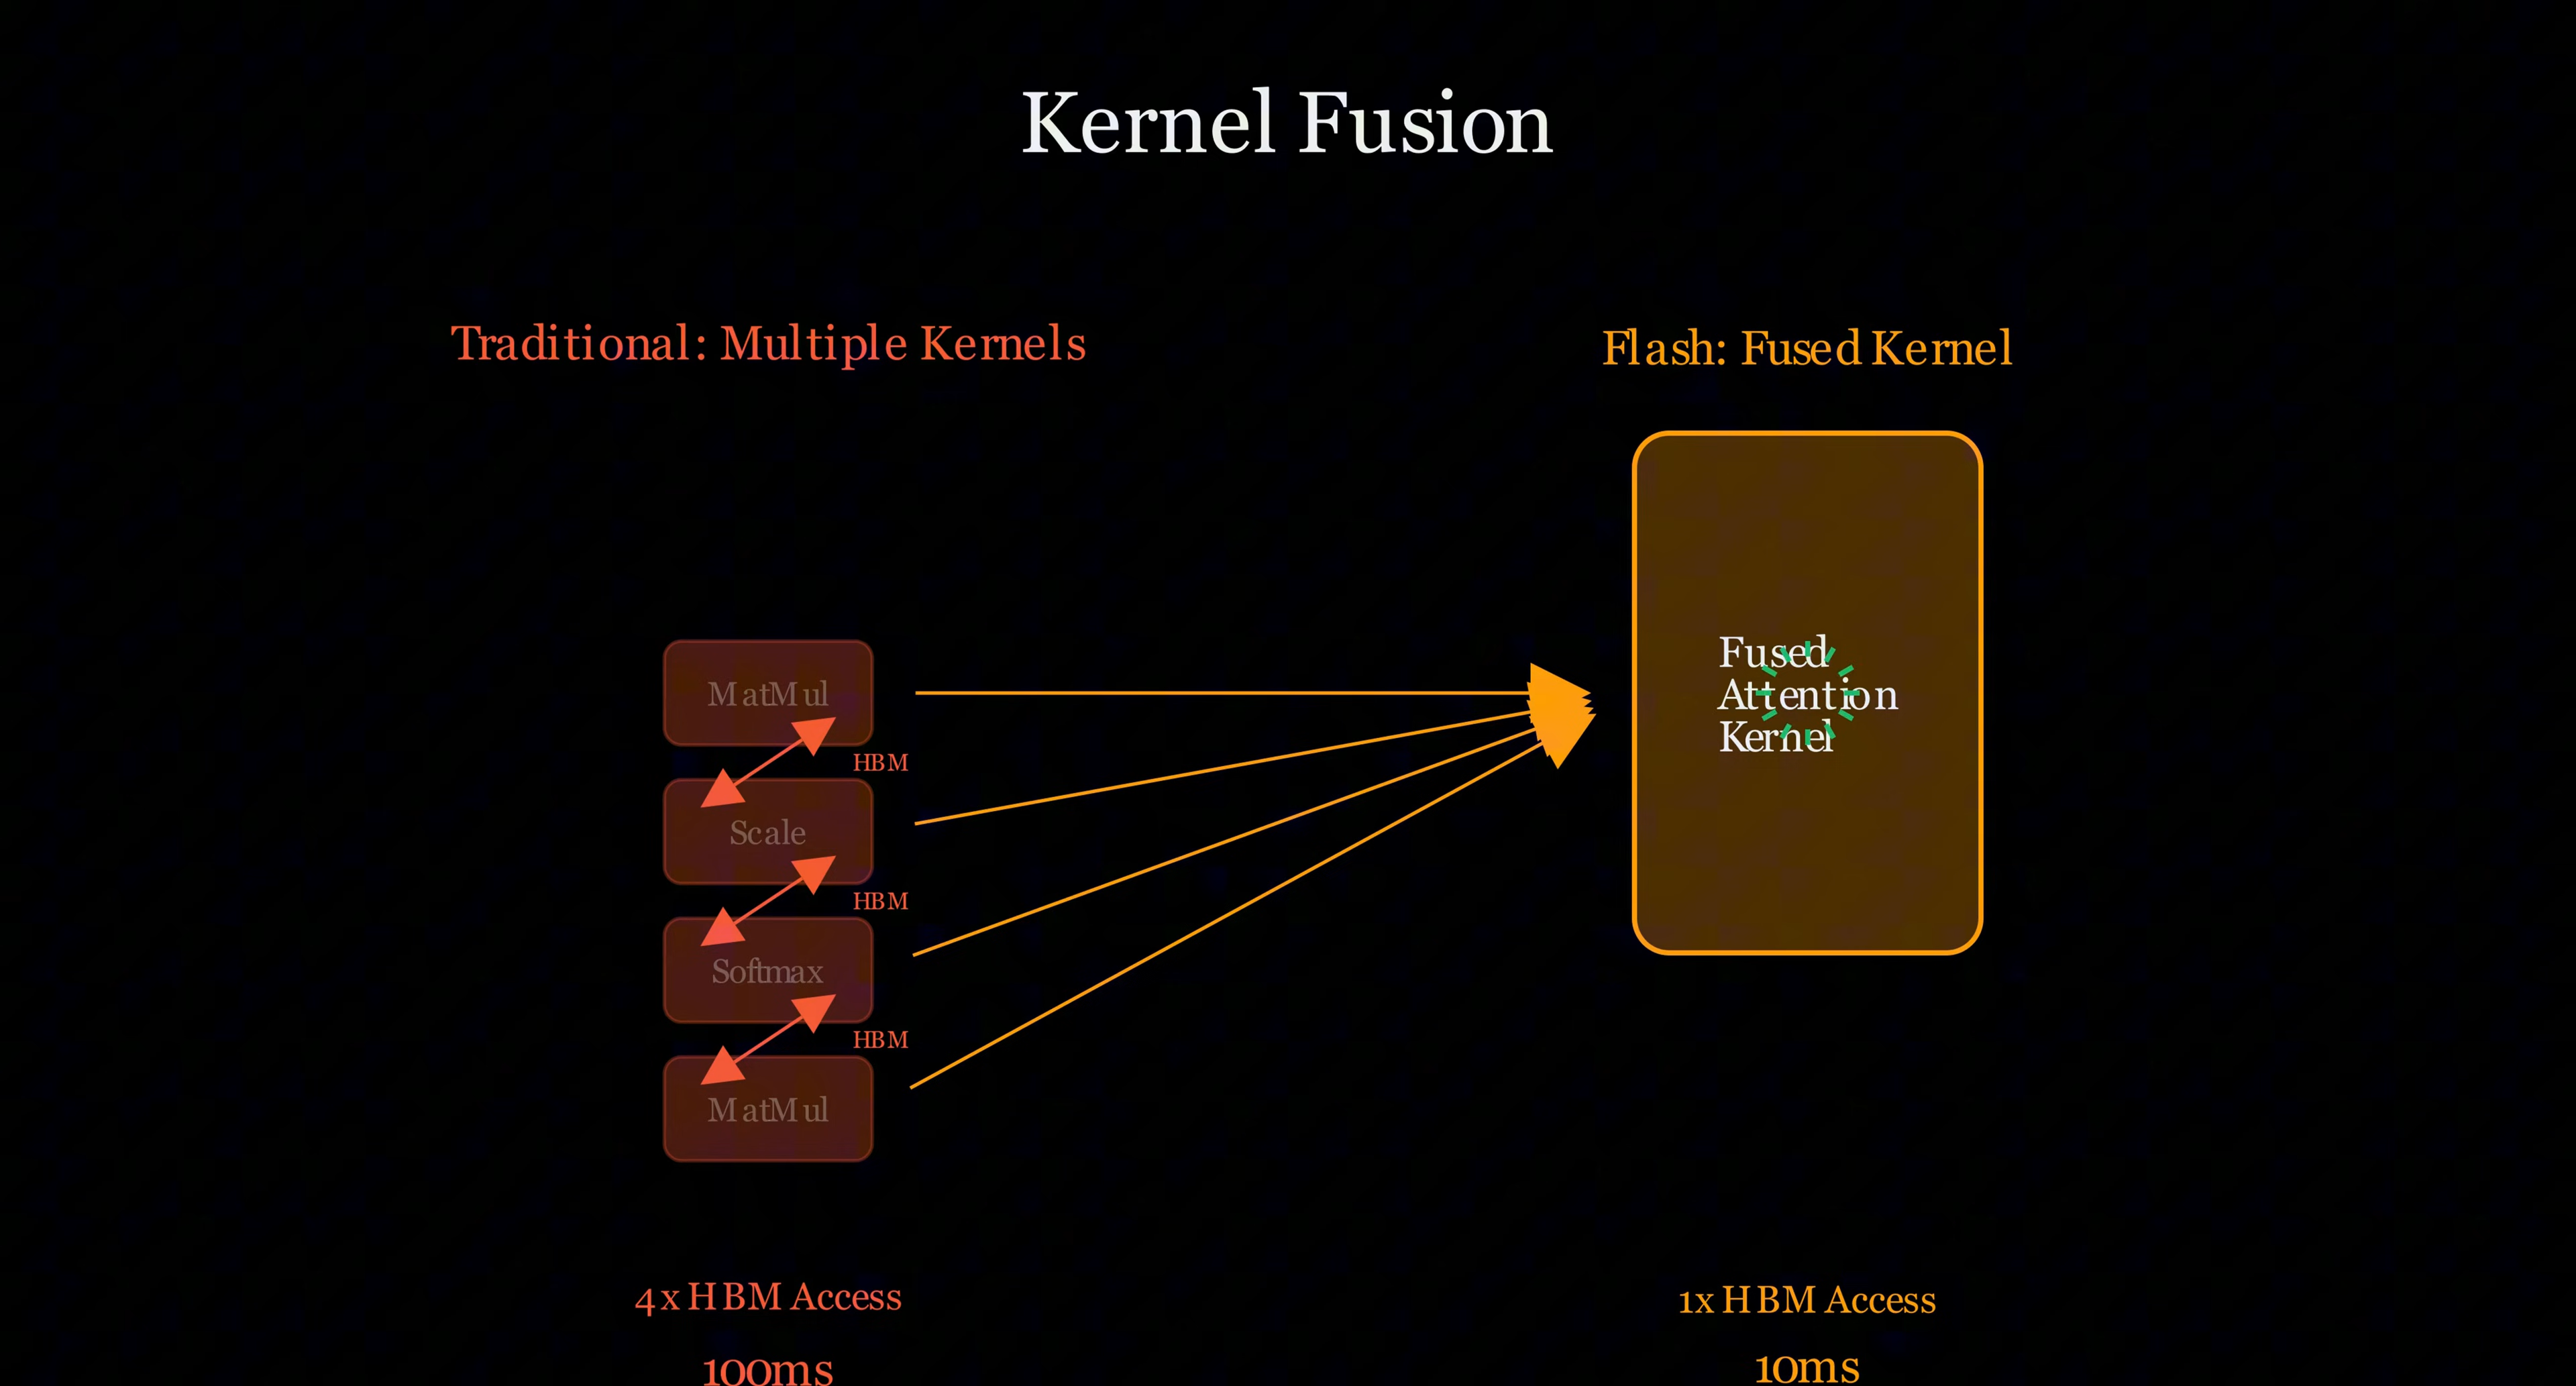 Kernel Fusion
Traditional: Multiple Kernels
Flash: Fused Kernel
MatMul
HBM
Scale
HBM
Softmax
HBM
MatMul
Fused
Attention
Kernel
4x HBM Access
100ms
1x HBM Access
10ms